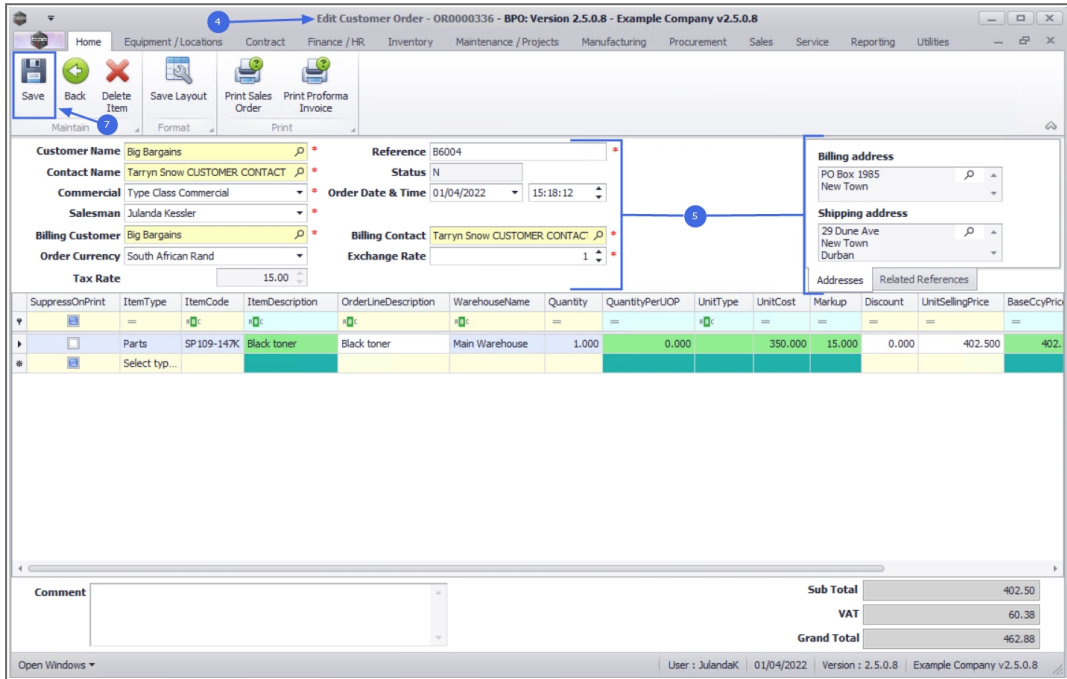 4
Edit Customer Order - OR0000336 - BPO: Version 2.5.0.8 - Example Company v2.5.0.8
Home Equipment / Locations Contract Finance / HR Inventory Maintenance / Projects Manufacturing Procurement Sales Service Reporting Utilities
Save Back Delete Item Save Layout Print Sales Order Print Proforma Invoice
Maintain 7 Format Print
Customer Name Big Bargains * Reference B6004 *
Contact Name Tarryn Snow CUSTOMER CONTACT * Status N
Commercial Type Class Commercial * Order Date & Time 01/04/2022 15:18:12
Salesman Julanda Kessler *
Billing Customer Big Bargains * Billing Contact Tarryn Snow CUSTOMER CONTACT *
Order Currency South African Rand Exchange Rate 1 *
Tax Rate 15.00
5
Billing address
PO Box 1985
New Town
Shipping address
29 Dune Ave
New Town
Durban
Addresses Related References
SuppressOnPrint ItemType ItemCode ItemDescription OrderLineDescription WarehouseName Quantity QuantityPerUOP UnitType UnitCost Markup Discount UnitSellingPrice BaseCcyPrice
= = = = = = = =
Parts SP109-147K Black toner Black toner Main Warehouse 1.000 0.000 350.000 15.000 0.000 402.500 402.
Select typ...
Comment
Sub Total 402.50
VAT 60.38
Grand Total 462.88
Open Windows User : JulandaK 01/04/2022 Version : 2.5.0.8 Example Company v2.5.0.8